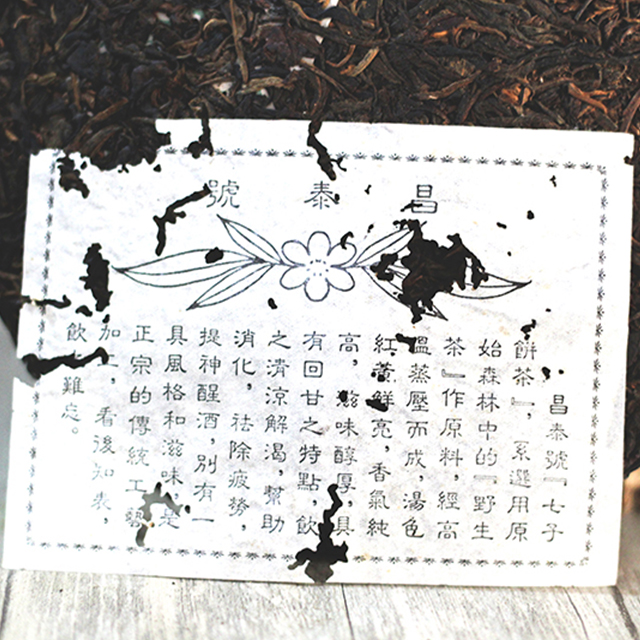 昌泰號
昌泰號『七子
餅茶』，系選用原
始森林中的『野生
茶』作原料，經高
溫蒸壓而成，湯色
紅濃鮮亮，香氣純
高，滋味醇厚，具
有回甘之特點，飲
之清涼解渴，幫助
消化，祛除疲勞，
提神醒酒，別有一
具風格和滋味是
正宗的傳統工藝
加，看後知表，
飲難忘。